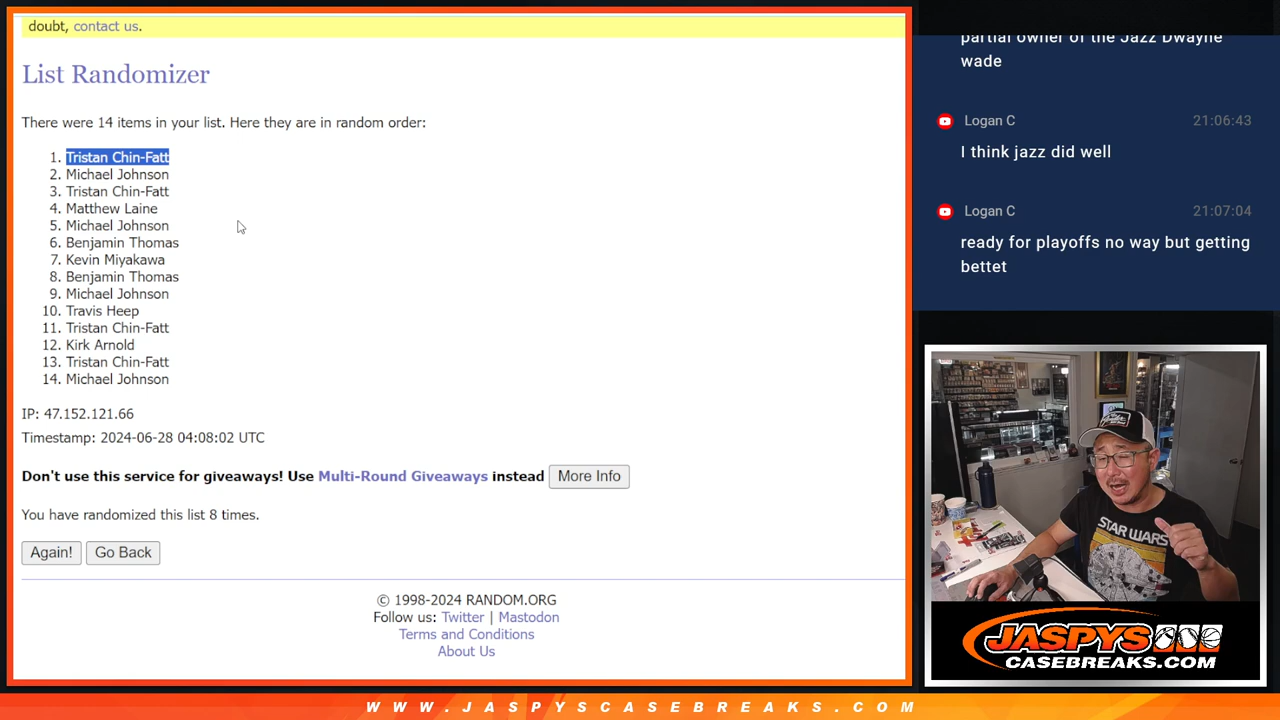 doubt, contact us.
List Randomizer
There were 14 items in your list. Here they are in random order:
1. Tristan Chin-Fatt
2. Michael Johnson
3. Tristan Chin-Fatt
4. Matthew Laine
5. Michael Johnson
6. Benjamin Thomas
7. Kevin Miyakawa
8. Benjamin Thomas
9. Michael Johnson
10. Travis Heep
11. Tristan Chin-Fatt
12. Kirk Arnold
13. Tristan Chin-Fatt
14. Michael Johnson
IP: 47.152.121.66
Timestamp: 2024-06-28 04:08:02 UTC
Don't use this service for giveaways! Use Multi-Round Giveaways instead More Info
You have randomized this list 8 times.
Again! Go Back
© 1998-2024 RANDOM.ORG
Follow us: Twitter | Mastodon
Terms and Conditions
About Us
partial owner of the Jazz Dwayne
wade
Logan C 21:06:43
I think jazz did well
Logan C 21:07:04
ready for playoffs no way but getting
bettet
STAR WARS
JASPYS
CASEBREAKS.COM
WWW.JASPYSCASEBREAKS.COM